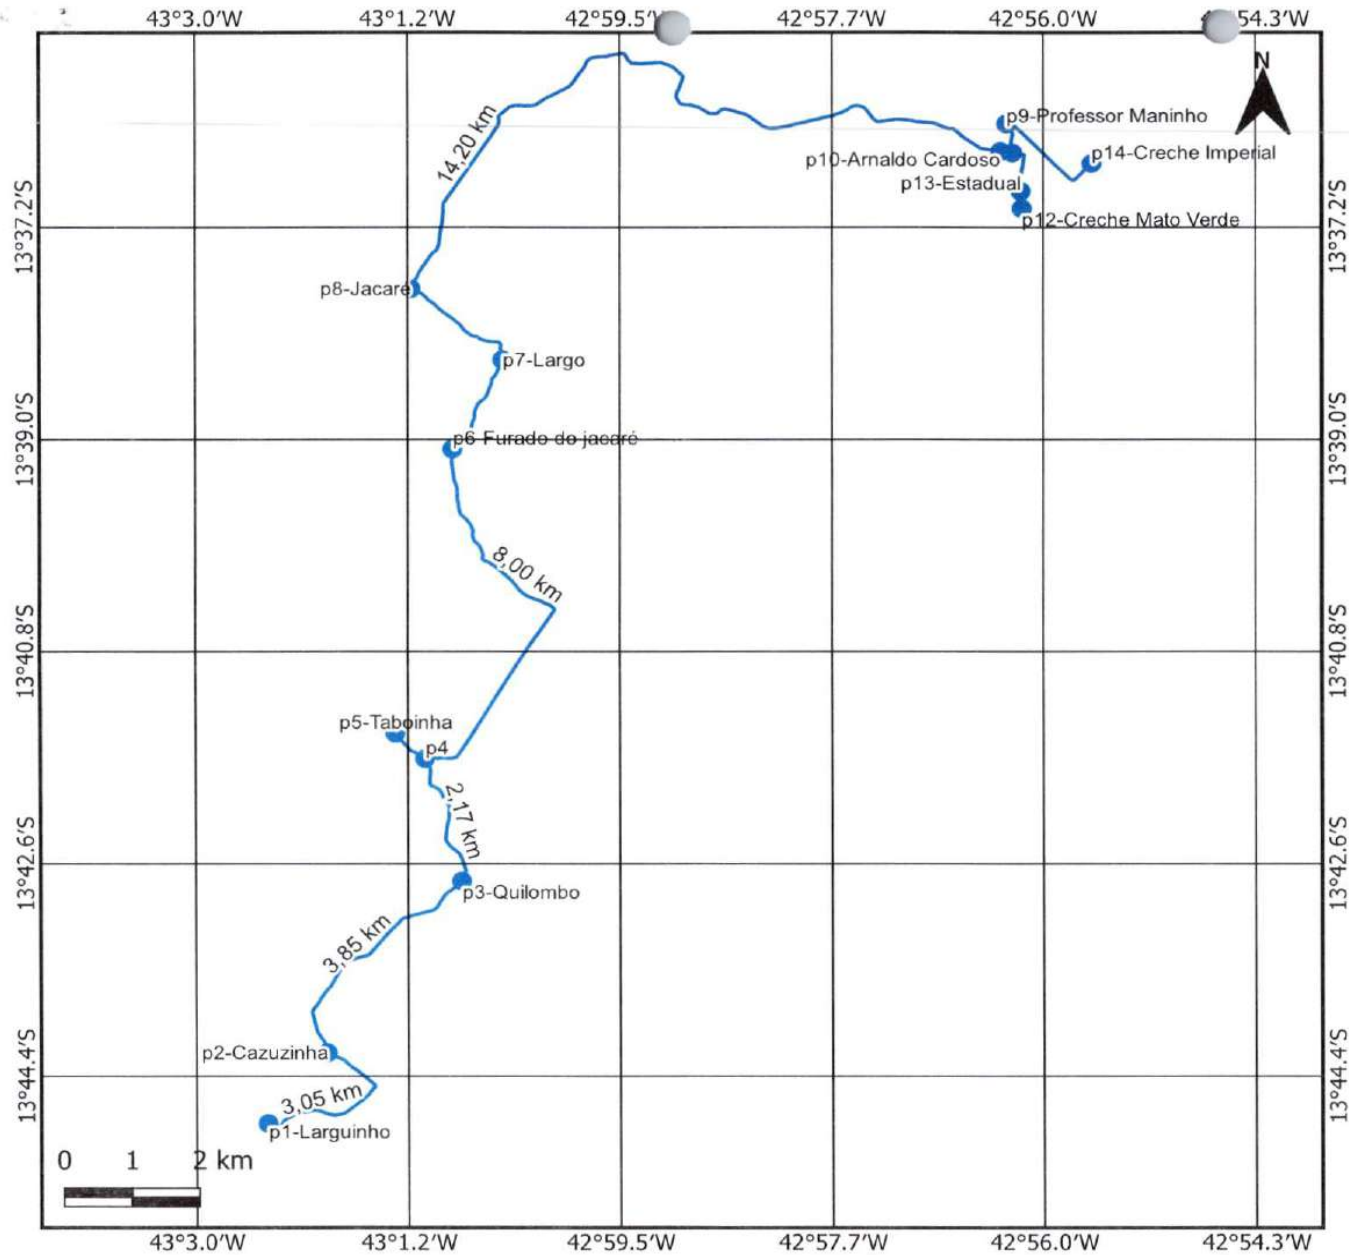 43°3.0'W 43°1.2'W 42°59.5'W 42°57.7'W 42°56.0'W 54.3'W
N
p9-Professor Maninho
14,20 km
p10-Arnaldo Cardoso
p14-Creche Imperial
p13-Estadual
p12-Creche Mato Verde
13°37.2'S 13°37.2'S
p8-Jacaré
p7-Largo
13°39.0'S 13°39.0'S
p6 Furado do jacaré
8,00 km
13°40.8'S 13°40.8'S
p5-Taboinha
p4
2,17 km
13°42.6'S 13°42.6'S
p3-Quilombo
3,85 km
p2-Cazuzinha
13°44.4'S 13°44.4'S
3,05 km
p1-Larguinho
0 1 2 km
43°3.0'W 43°1.2'W 42°59.5'W 42°57.7'W 42°56.0'W 42°54.3'W